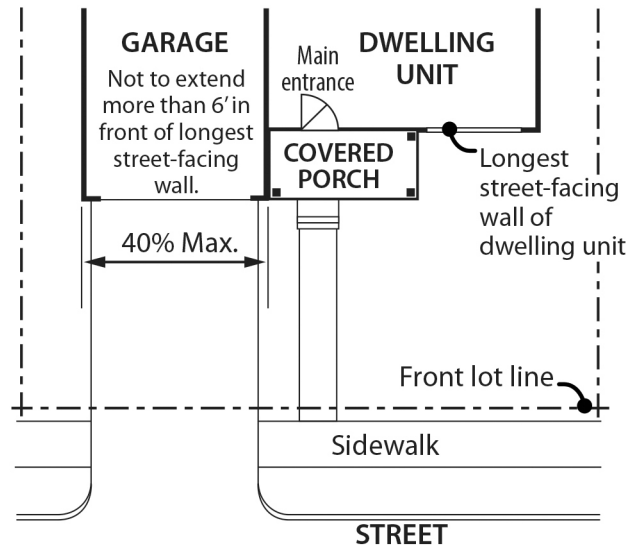 GARAGE
Not to extend
more than 6' in
front of longest
street-facing
wall.
Main
entrance
DWELLING
UNIT
COVERED
PORCH
Longest
street-facing
wall of
dwelling unit
40% Max.
Front lot line
Sidewalk
STREET